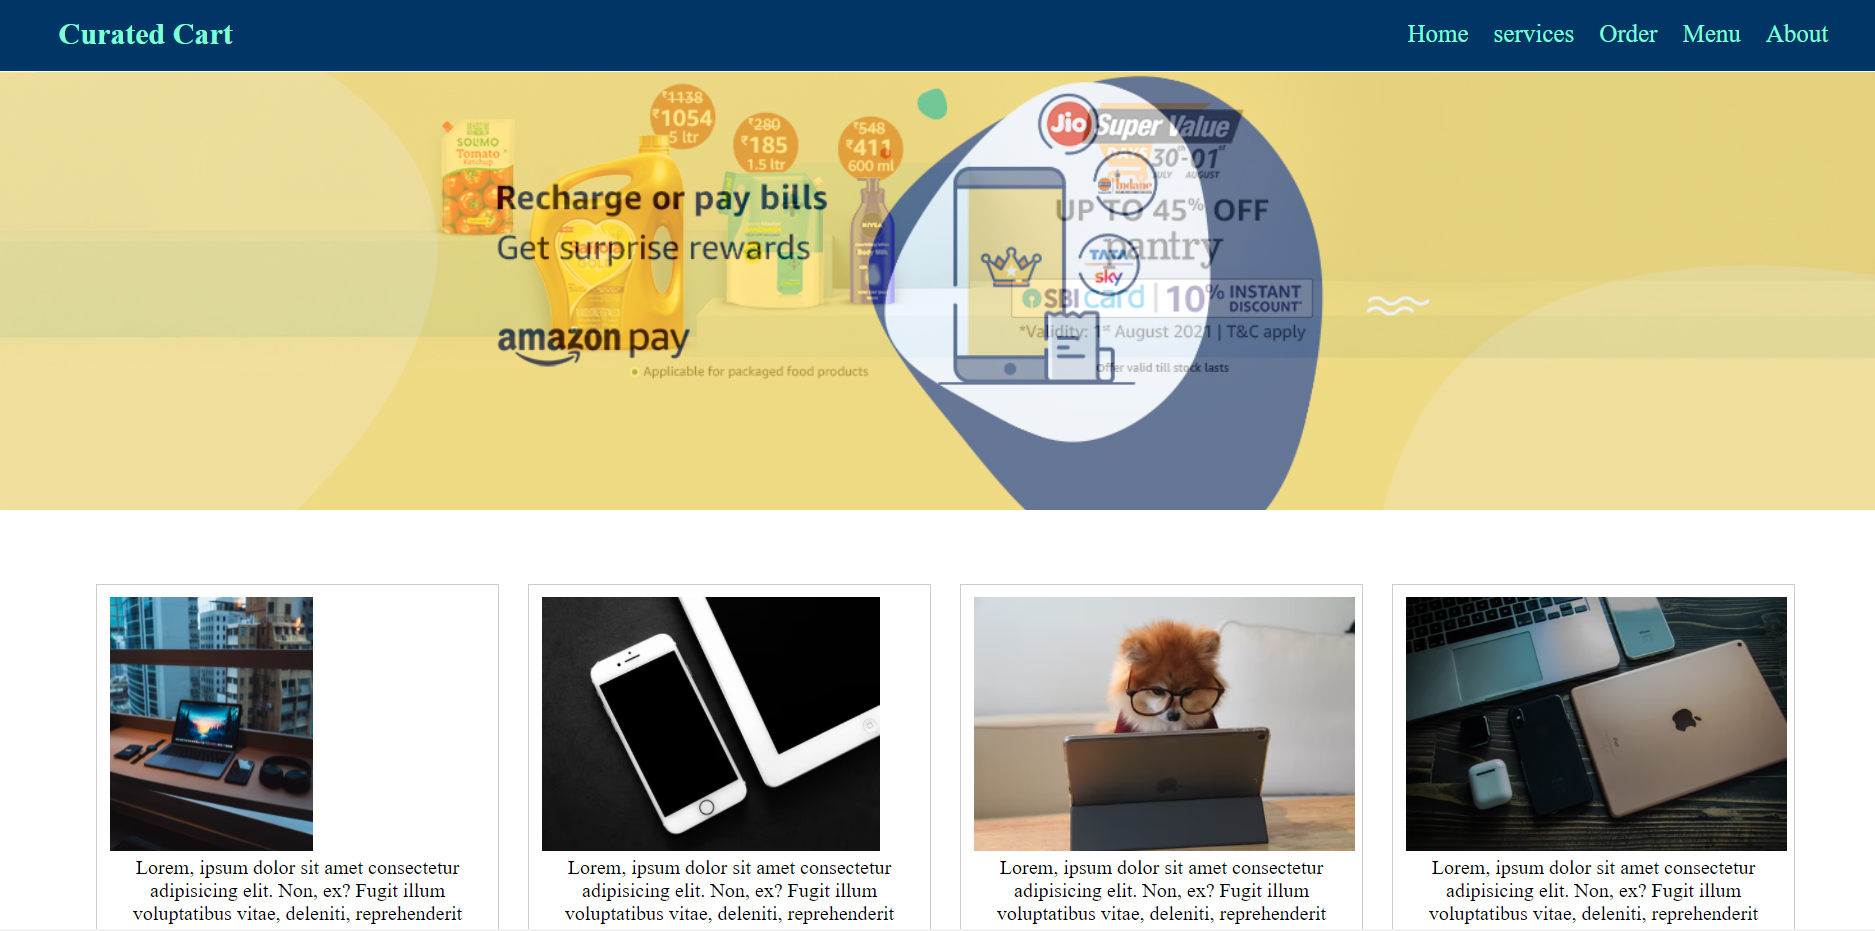 Curated Cart
Home services Order Menu About
₹1138
₹1054
5 ltr
₹280
₹185
1.5 ltr
₹548
₹411
600 ml
SOLIMO
Tomato
Ketchup
Jio
Super Value
DAYS 30th-01st
JULY AUGUST
Indane
Recharge or pay bills
Get surprise rewards
UP TO 45% OFF
pantry
TATA
sky
NIVEA
Body Milk
GOLD
SBI card | 10% INSTANT
DISCOUNT*
*Validity: 1st August 2021 | T&C apply
amazon pay
Applicable for packaged food products
Offer valid till stock lasts
Lorem, ipsum dolor sit amet consectetur
adipisicing elit. Non, ex? Fugit illum
voluptatibus vitae, deleniti, reprehenderit
Lorem, ipsum dolor sit amet consectetur
adipisicing elit. Non, ex? Fugit illum
voluptatibus vitae, deleniti, reprehenderit
Lorem, ipsum dolor sit amet consectetur
adipisicing elit. Non, ex? Fugit illum
voluptatibus vitae, deleniti, reprehenderit
Lorem, ipsum dolor sit amet consectetur
adipisicing elit. Non, ex? Fugit illum
voluptatibus vitae, deleniti, reprehenderit